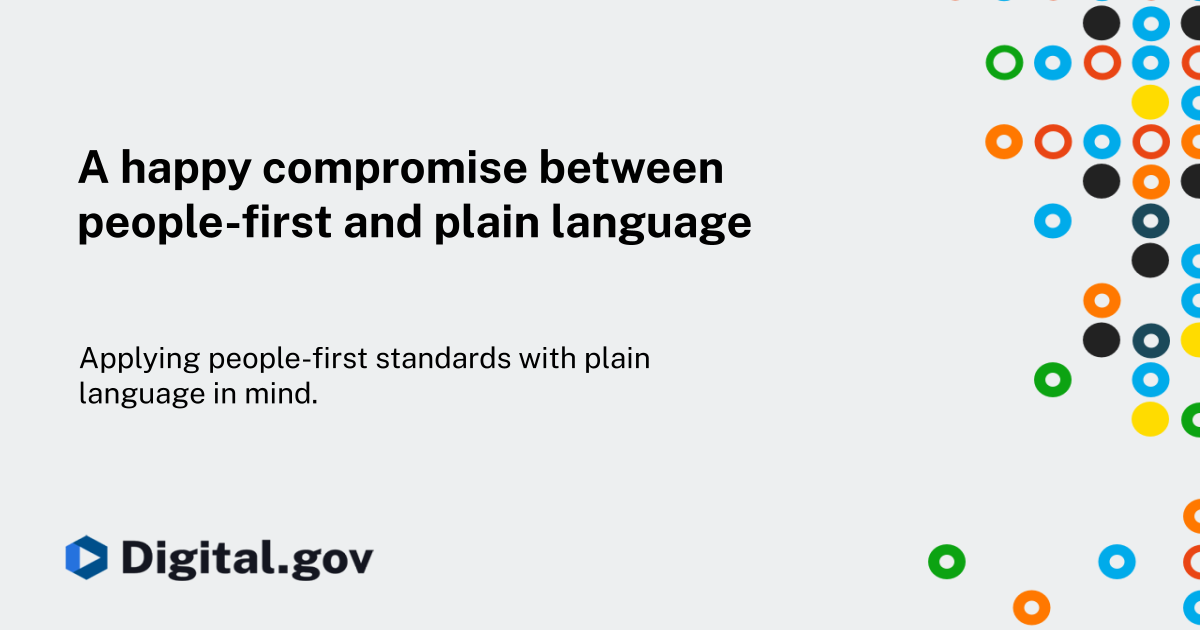 A happy compromise between
people-first and plain language
Applying people-first standards with plain
language in mind.
Digital.gov